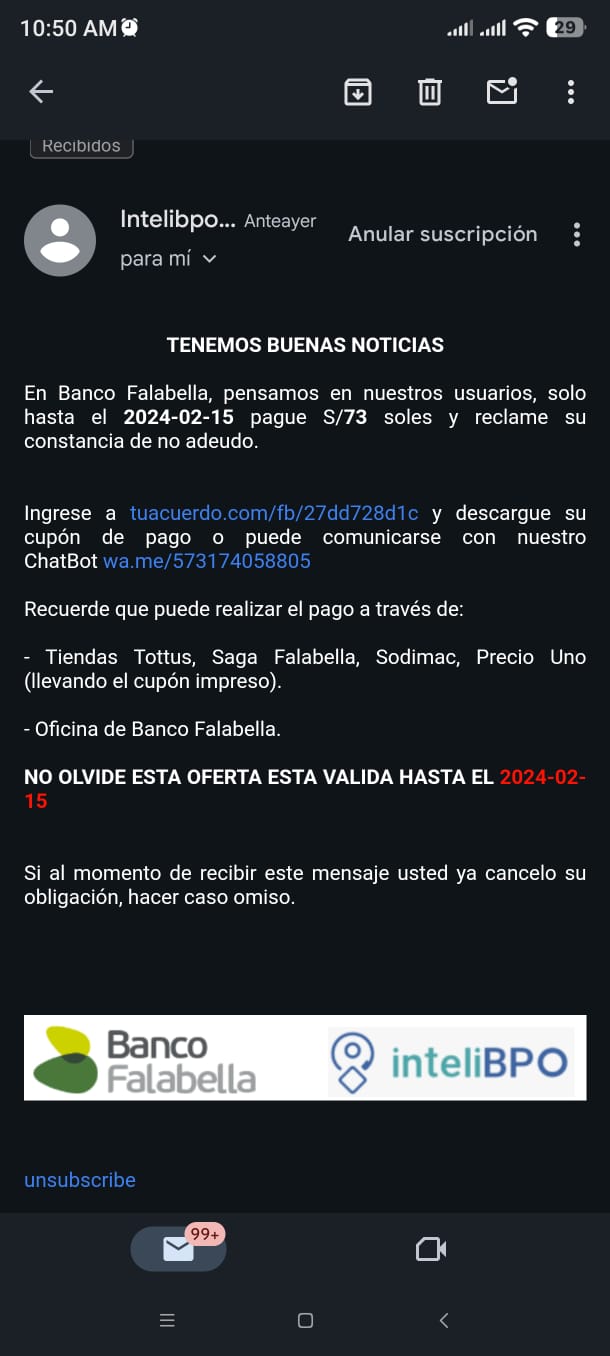 10:50 AM
29
Recibidos
Intelibpo... Anteayer
Anular suscripción
para mí
TENEMOS BUENAS NOTICIAS
En Banco Falabella, pensamos en nuestros usuarios, solo
hasta el 2024-02-15 pague S/73 soles y reclame su
constancia de no adeudo.
Ingrese a tuacuerdo.com/fb/27dd728d1c y descargue su
cupón de pago o puede comunicarse con nuestro
ChatBot wa.me/573174058805
Recuerde que puede realizar el pago a través de:
- Tiendas Tottus, Saga Falabella, Sodimac, Precio Uno
(llevando el cupón impreso).
- Oficina de Banco Falabella.
NO OLVIDE ESTA OFERTA ESTA VALIDA HASTA EL 2024-02-
15
Si al momento de recibir este mensaje usted ya cancelo su
obligación, hacer caso omiso.
Banco
Falabella
inteliBPO
unsubscribe
99+